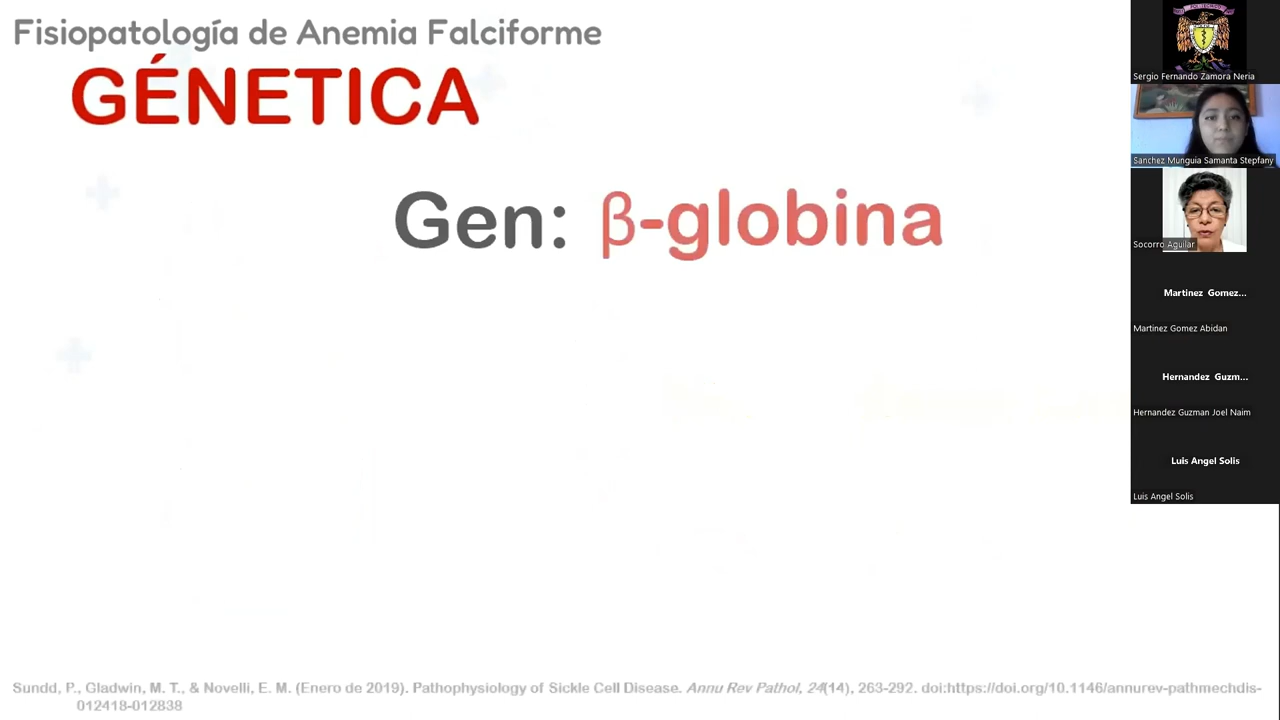 Fisiopatología de Anemia Falciforme
GÉNETICA
Gen: β-globina
Sundd, P., Gladwin, M. T., & Novelli, E. M. (Enero de 2019). Pathophysiology of Sickle Cell Disease. Annu Rev Pathol, 24(14), 263-292. doi:https://doi.org/10.1146/annurev-pathmechdis-
012418-012838
Sergio Fernando Zamora Neria
Sanchez Munguia Samanta Stepfany
Socorro Aguilar
Martinez Gomez...
Martinez Gomez Abidan
Hernandez Guzm...
Hernandez Guzman Joel Naim
Luis Angel Solis
Luis Angel Solis